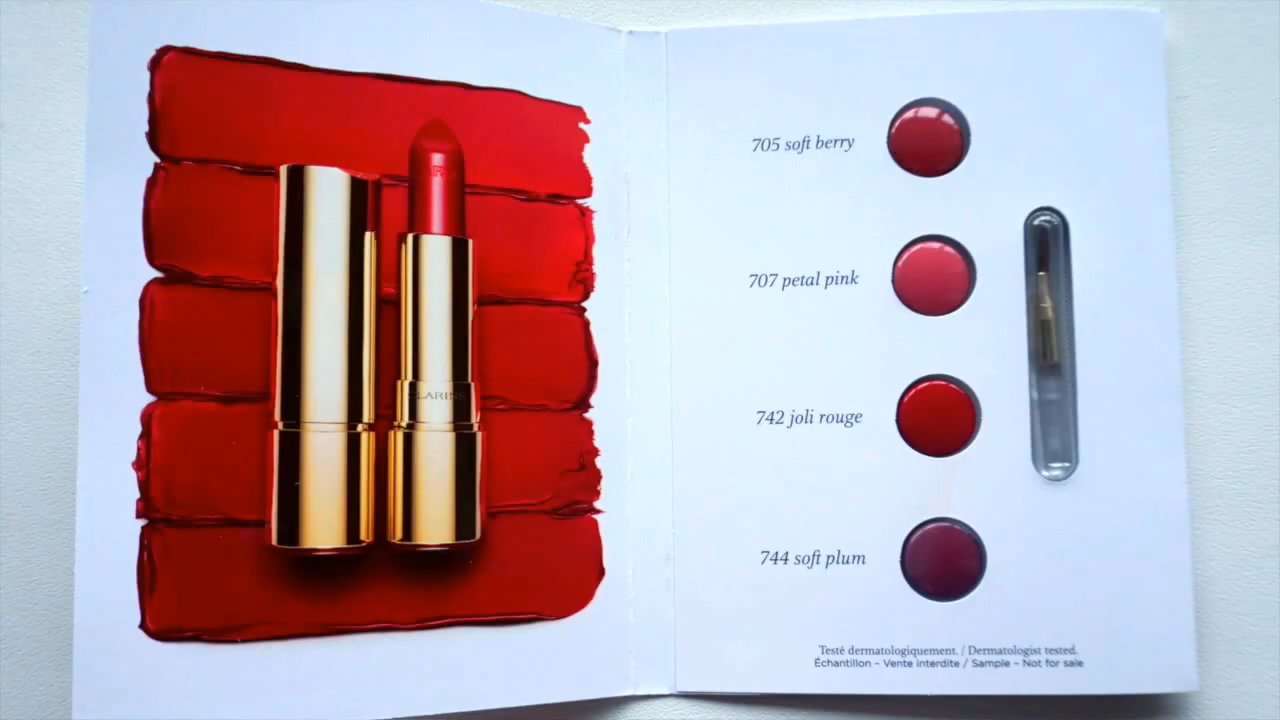 CLARINS
705 soft berry
707 petal pink
742 joli rouge
744 soft plum
Testé dermatologiquement. / Dermatologist tested.
Échantillon – Vente interdite / Sample – Not for sale